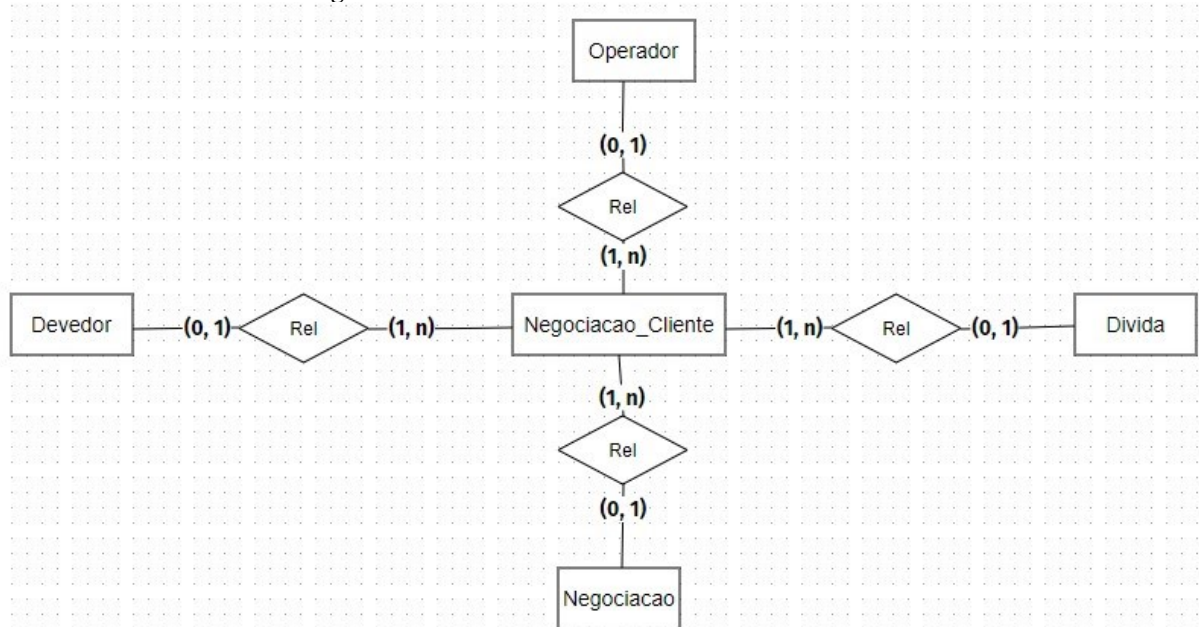 Operador
(0, 1)
Rel
(1, n)
Devedor (0, 1) Rel (1, n) Negociacao_Cliente (1, n) Rel (0, 1) Divida
(1, n)
Rel
(0, 1)
Negociacao